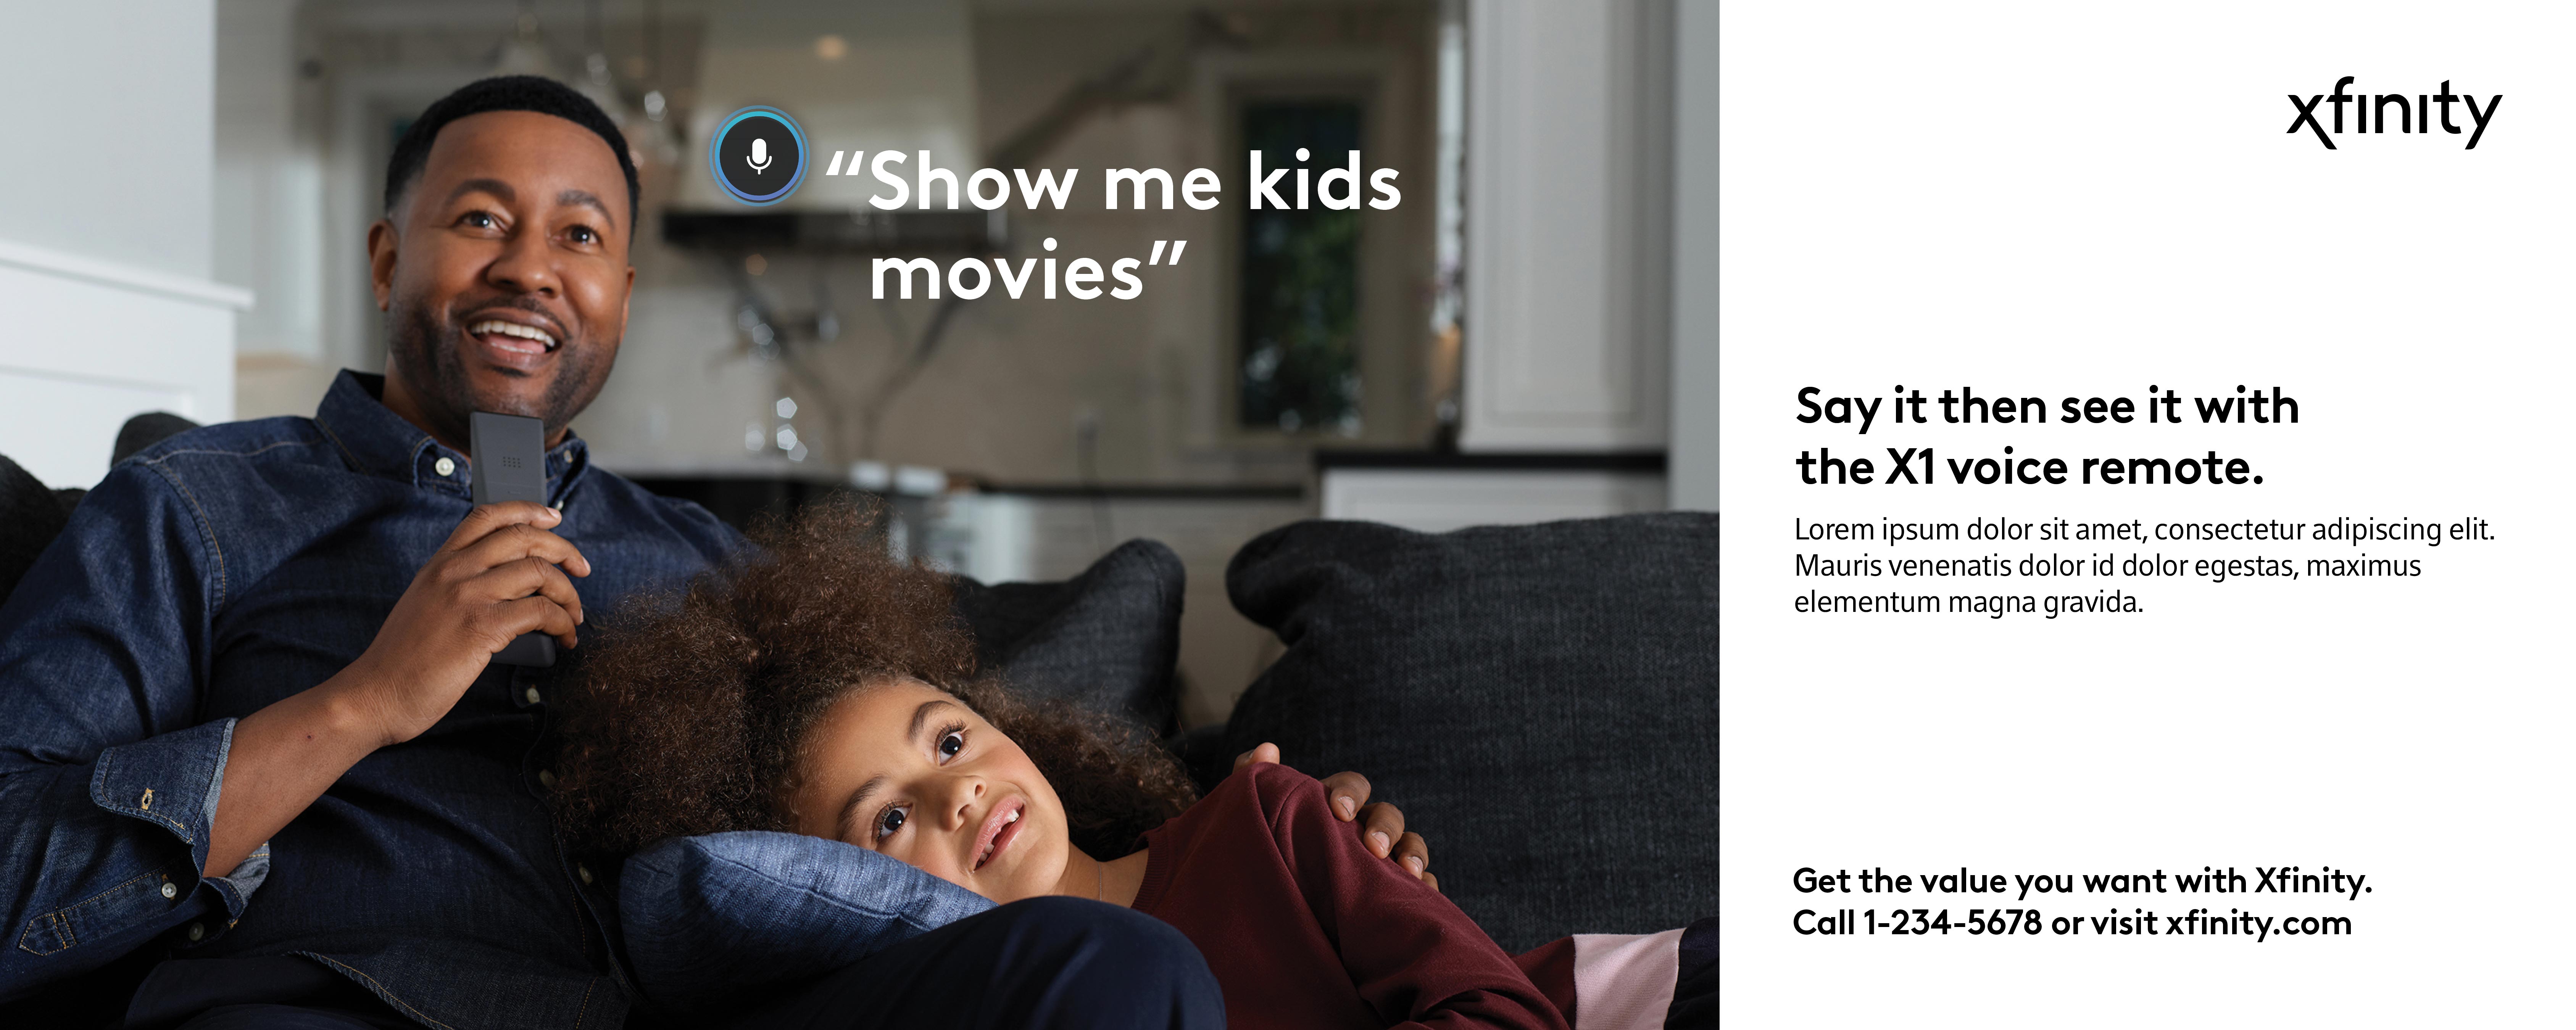 “Show me kids
movies”
xfinity
Say it then see it with
the X1 voice remote.
Lorem ipsum dolor sit amet, consectetur adipiscing elit.
Mauris venenatis dolor id dolor egestas, maximus
elementum magna gravida.
Get the value you want with Xfinity.
Call 1-234-5678 or visit xfinity.com